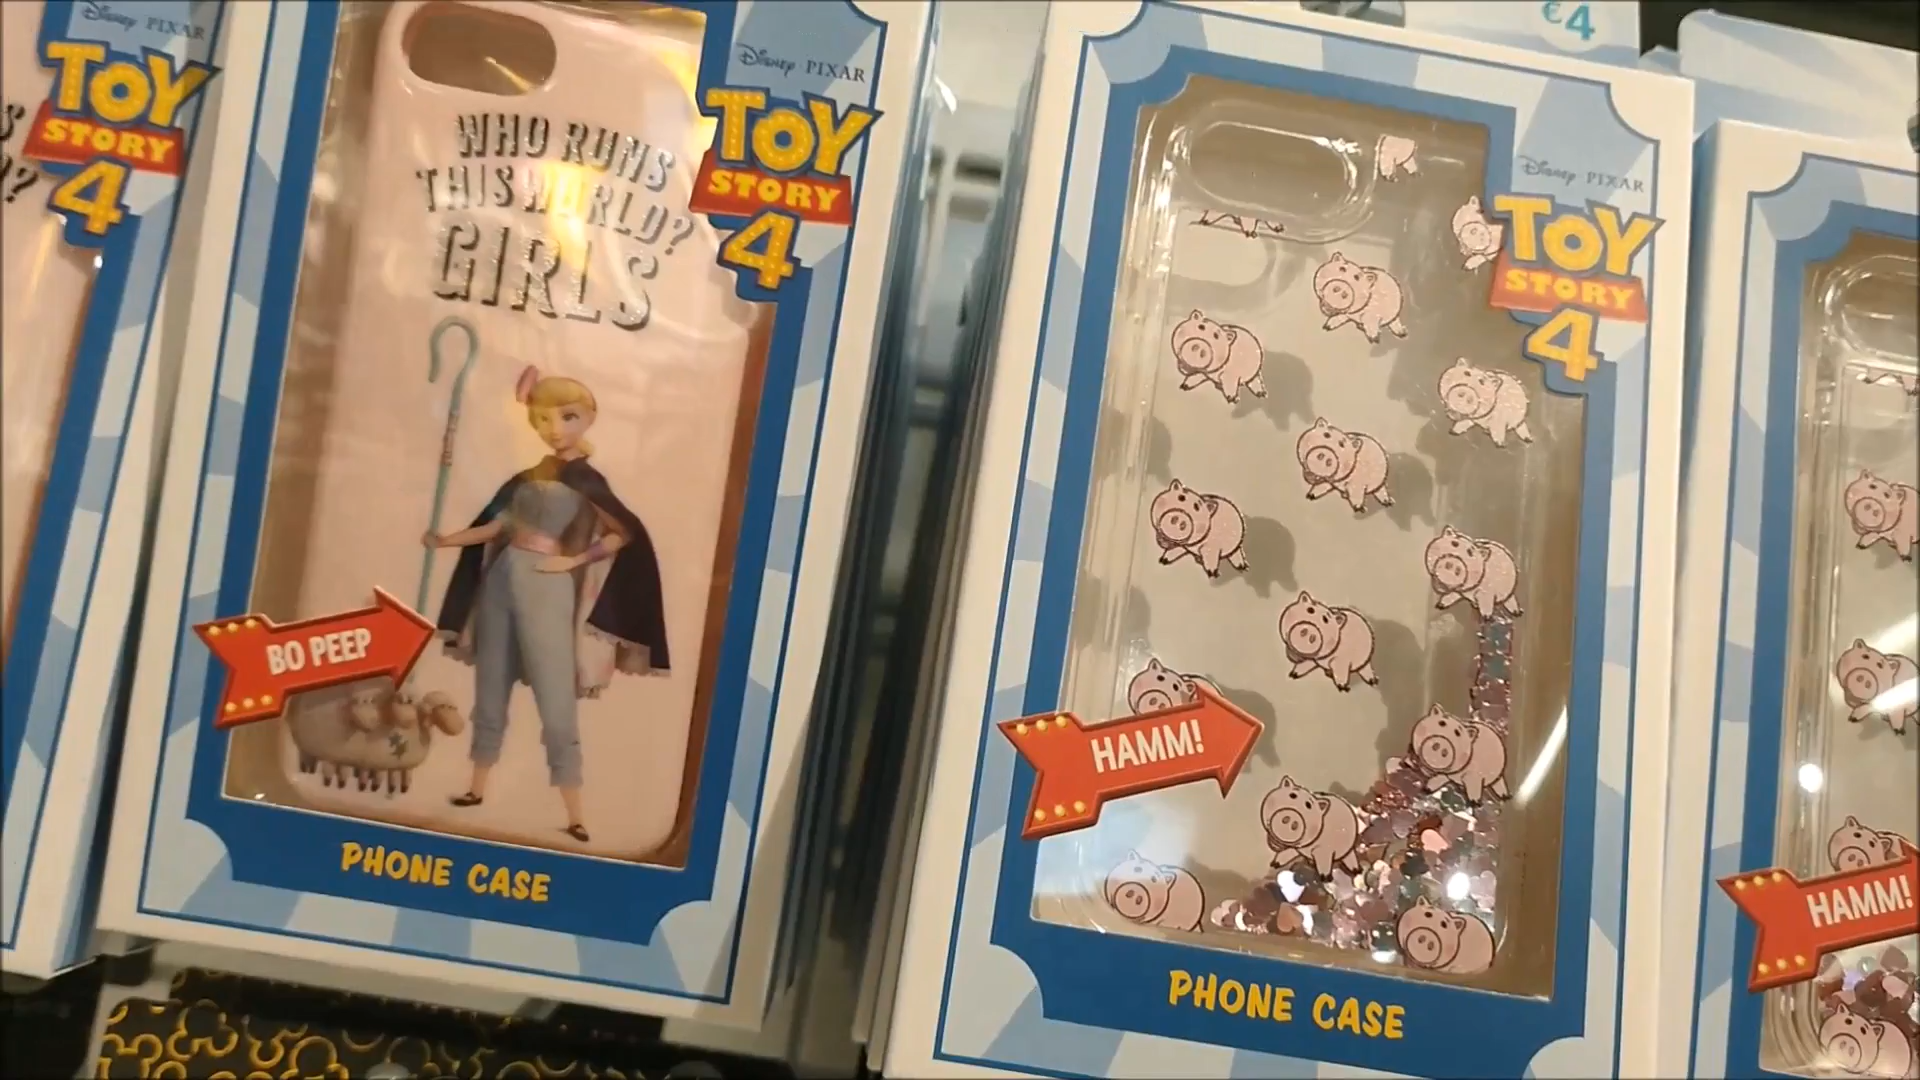 Disney PIXAR
TOY
STORY
4
WHO RUNS
THIS WORLD?
GIRLS
Disney PIXAR
TOY
STORY
4
BO PEEP
PHONE CASE
€4
Disney PIXAR
TOY
STORY
4
HAMM!
PHONE CASE
HAMM!